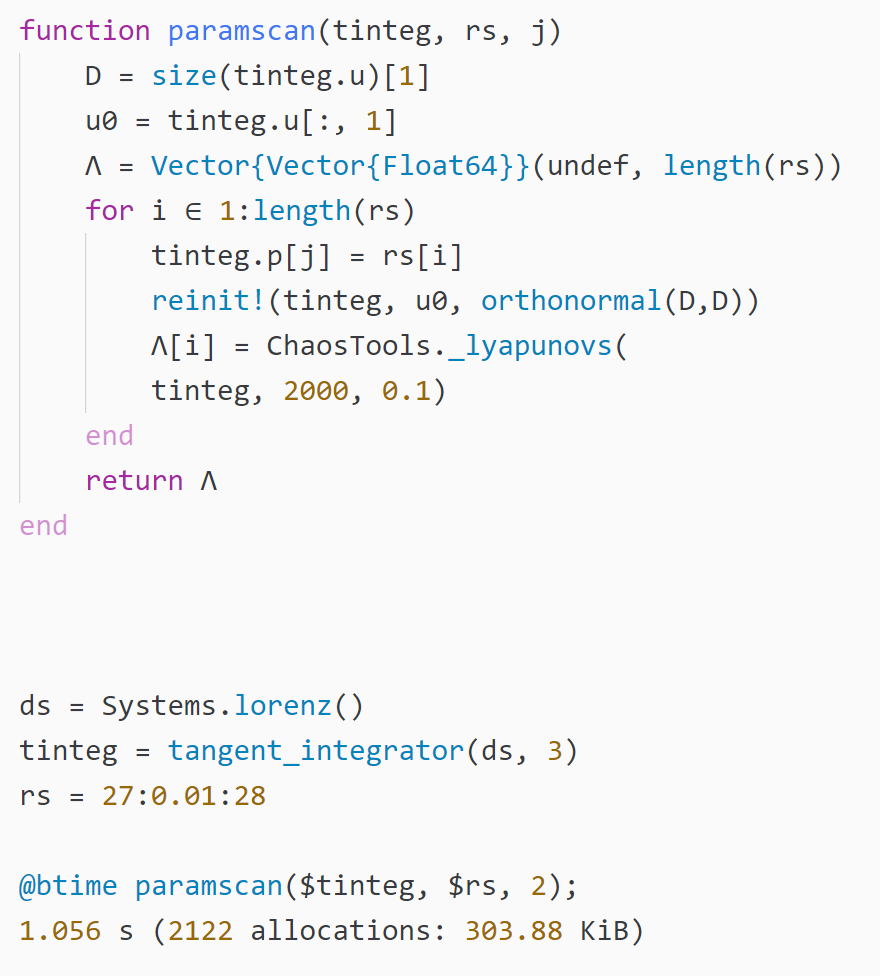 function paramscan(tinteg, rs, j)
D = size(tinteg.u)[1]
u0 = tinteg.u[:, 1]
Λ = Vector{Vector{Float64}}(undef, length(rs))
for i ∈ 1:length(rs)
tinteg.p[j] = rs[i]
reinit!(tinteg, u0, orthonormal(D,D))
Λ[i] = ChaosTools._lyapunovs(
tinteg, 2000, 0.1)
end
return Λ
end
ds = Systems.lorenz()
tinteg = tangent_integrator(ds, 3)
rs = 27:0.01:28
@btime paramscan($tinteg, $rs, 2);
1.056 s (2122 allocations: 303.88 KiB)